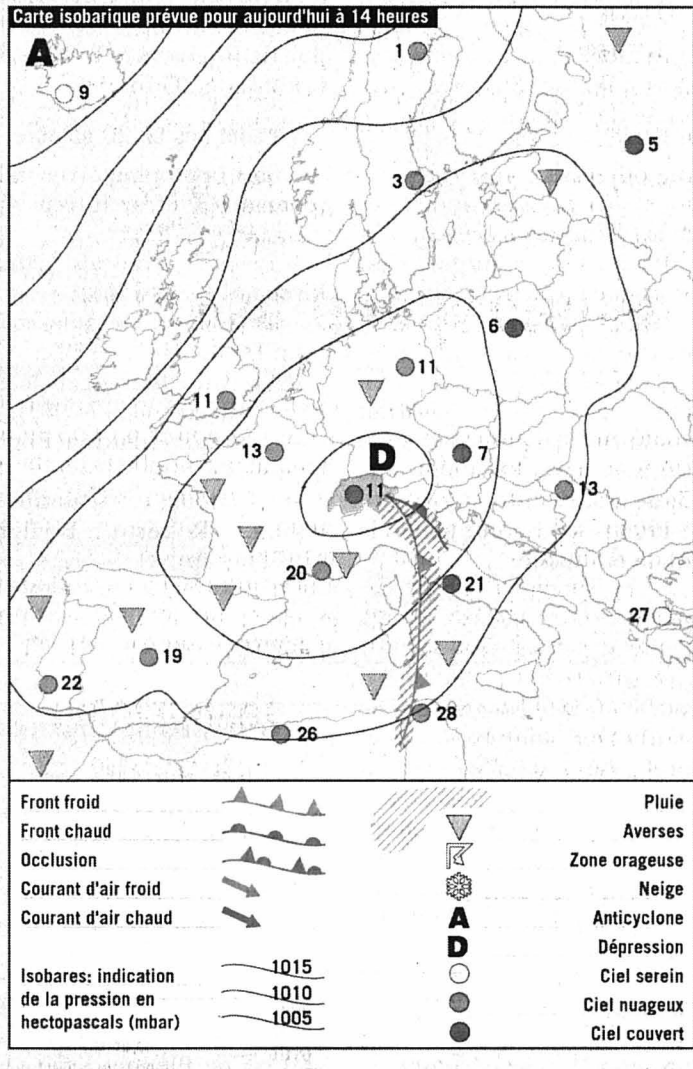 Carte isobarique prévue pour aujourd'hui à 14 heures
A
9
1
5
3
6
11
11
13
D
7
11
13
20
21
27
19
22
28
26
Front froid
Front chaud
Occlusion
Courant d'air froid
Courant d'air chaud
Isobares: indication
de la pression en
hectopascals (mbar)
1015
1010
1005
Pluie
Averses
Zone orageuse
Neige
A Anticyclone
D Dépression
Ciel serein
Ciel nuageux
Ciel couvert